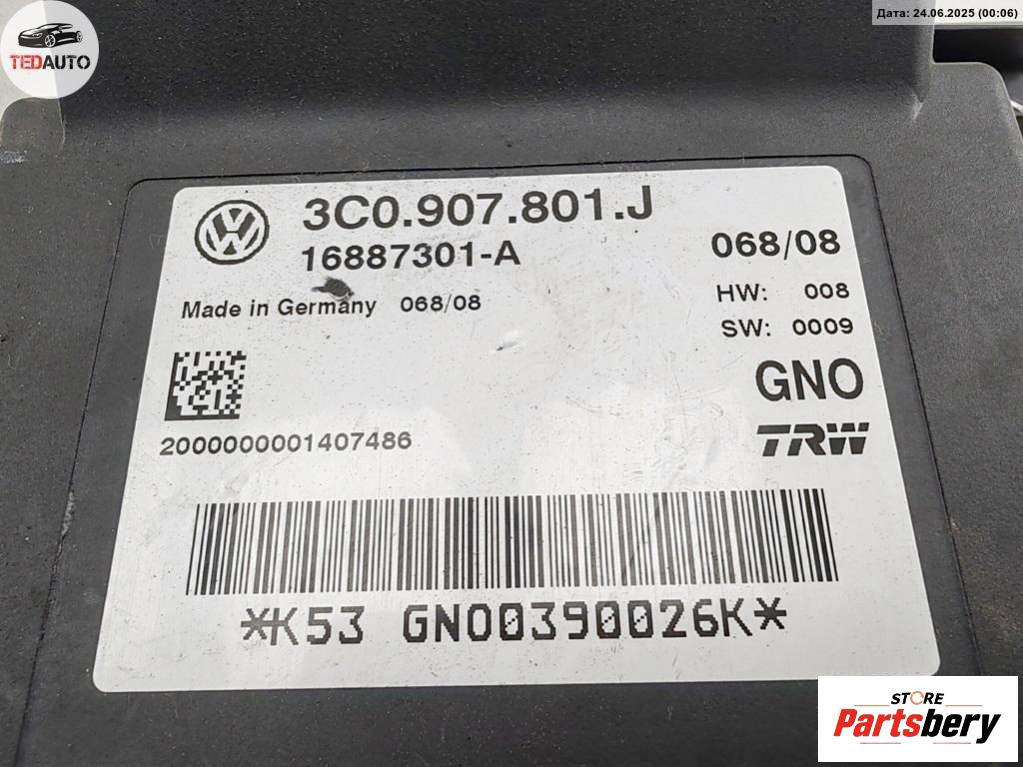 Дата: 24.06.2025 (00:06)
TEDAUTO
3C0.907.801.J
16887301-A
068/08
Made in Germany 068/08
HW: 008
SW: 0009
GNO
TRW
2000000001407486
*K53 GNO00390026K*
STORE
Partsbery